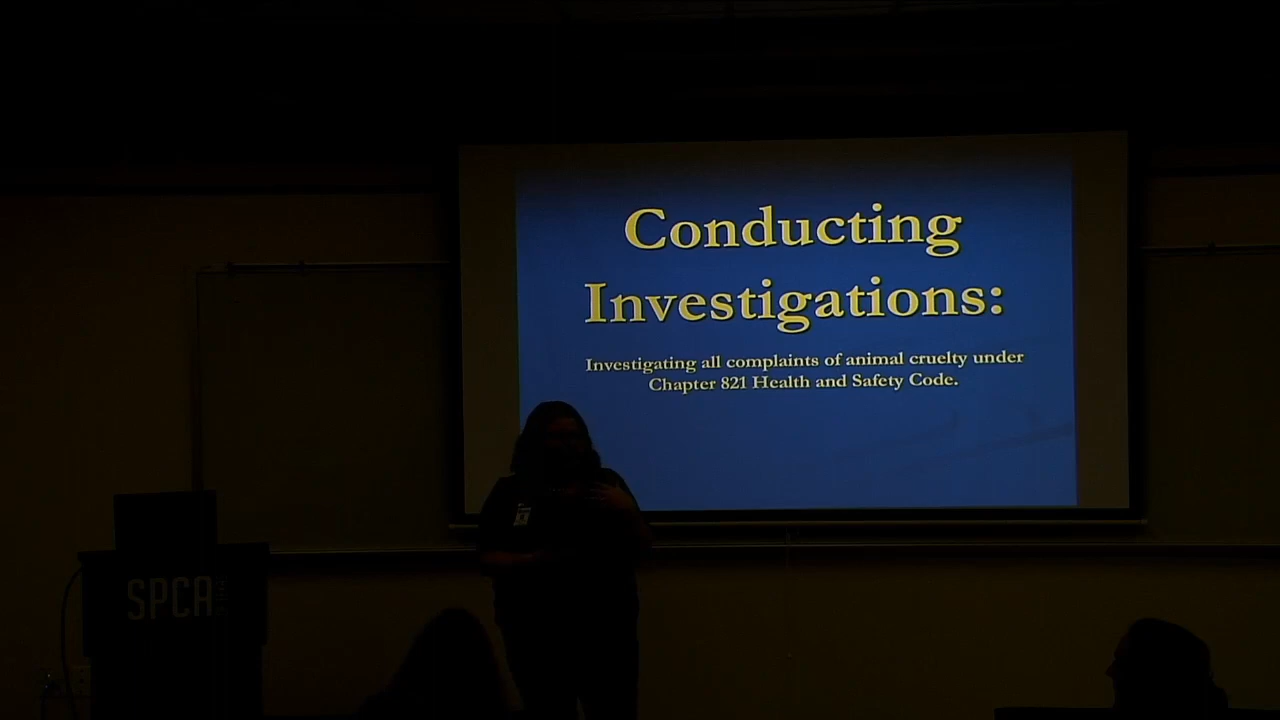 Conducting
Investigations:
Investigating all complaints of animal cruelty under
Chapter 821 Health and Safety Code.
SPCA